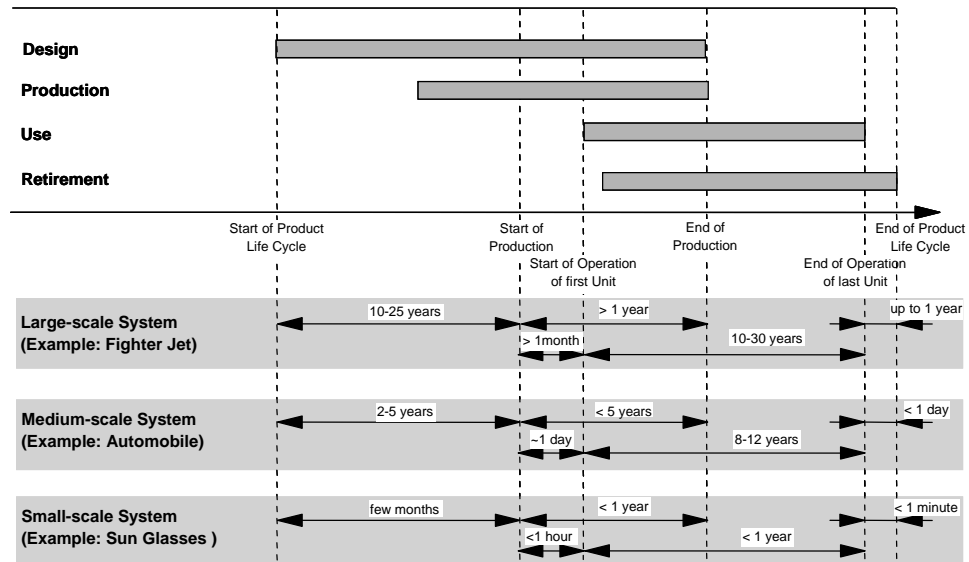 Design
Production
Use
Retirement
Start of Product
Life Cycle
Start of
Production
Start of Operation
of first Unit
End of
Production
End of Operation
of last Unit
End of Product
Life Cycle
Large-scale System
(Example: Fighter Jet)
10-25 years
> 1 year
up to 1 year
> 1month
10-30 years
Medium-scale System
(Example: Automobile)
2-5 years
< 5 years
< 1 day
~1 day
8-12 years
Small-scale System
(Example: Sun Glasses )
few months
< 1 year
< 1 minute
<1 hour
< 1 year